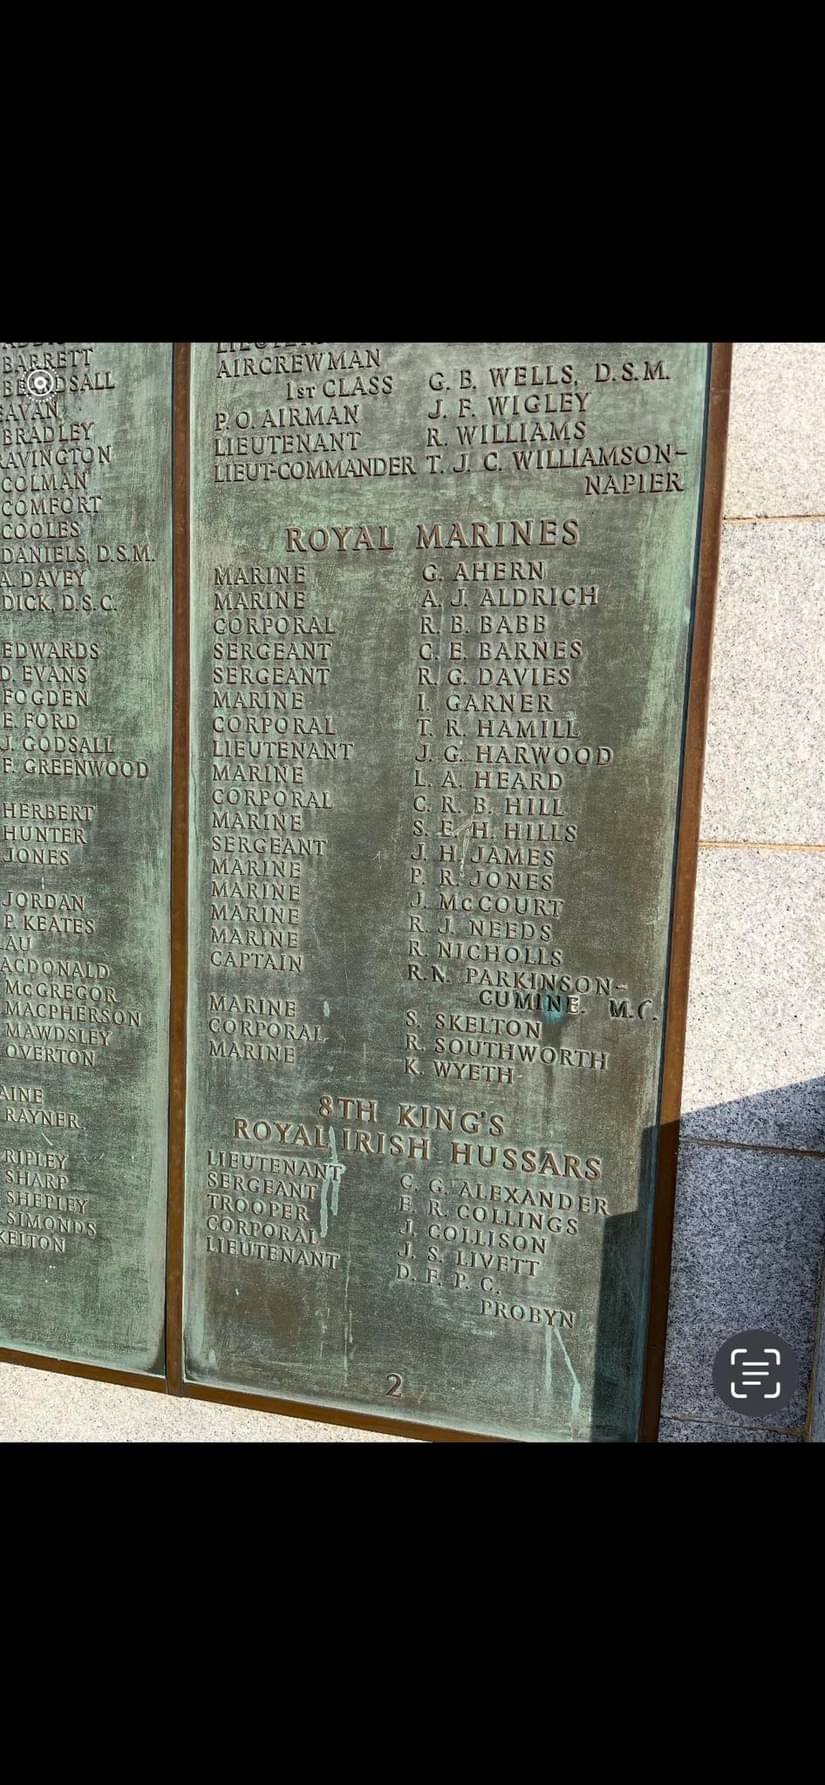 BARRETT
BRADLEY
COLMAN
COMFORT
COOLES
DANIELS, D.S.M.
A. DAVEY
DICK, D.S.C.
EDWARDS
D. EVANS
FOGDEN
E. FORD
J. GODSALL
F. GREENWOOD
HERBERT
HUNTER
JONES
JORDAN
P. KEATES
McGREGOR
MACPHERSON
MAWDSLEY
OVERTON
RAYNER
RIPLEY
SHARP
SHEPLEY
SIMONDS
AIRCREWMAN
1ST CLASS G. B. WELLS, D.S.M.
P.O. AIRMAN J. F. WIGLEY
LIEUTENANT R. WILLIAMS
LIEUT-COMMANDER T. J. C. WILLIAMSON-
NAPIER
ROYAL MARINES
MARINE G. AHERN
MARINE A. J. ALDRICH
CORPORAL R. B. BABB
SERGEANT C. E. BARNES
SERGEANT R. G. DAVIES
MARINE I. GARNER
CORPORAL T. R. HAMILL
LIEUTENANT J. G. HARWOOD
MARINE L. A. HEARD
CORPORAL C. R. B. HILL
MARINE S. E. H. HILLS
SERGEANT J. H. JAMES
MARINE P. R. JONES
MARINE J. McCOURT
MARINE R. J. NEEDS
MARINE R. NICHOLLS
CAPTAIN R. N. PARKINSON-
CUMINE. M.C.
MARINE S. SKELTON
CORPORAL R. SOUTHWORTH
MARINE K. WYETH
8TH KING'S
ROYAL IRISH HUSSARS
LIEUTENANT C. G. ALEXANDER
SERGEANT E. R. COLLINGS
TROOPER J. COLLISON
CORPORAL J. S. LIVETT
LIEUTENANT D. F. P. C.
PROBYN
2